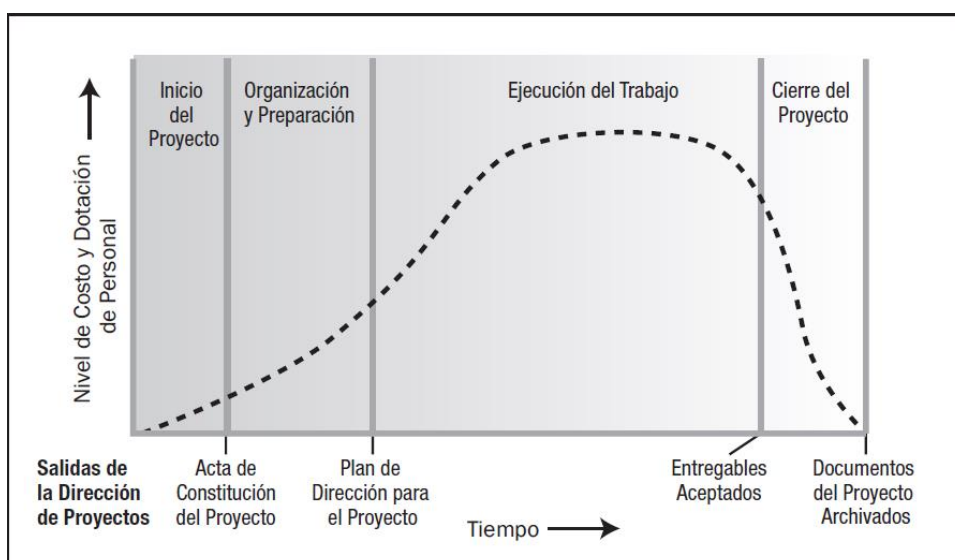 Inicio
del
Proyecto
Organización
y Preparación
Ejecución del Trabajo
Cierre del
Proyecto
Nivel de Costo y Dotación
de Personal
Salidas de
la Dirección
de Proyectos
Acta de
Constitución
del Proyecto
Plan de
Dirección para
el Proyecto
Tiempo
Entregables
Aceptados
Documentos
del Proyecto
Archivados